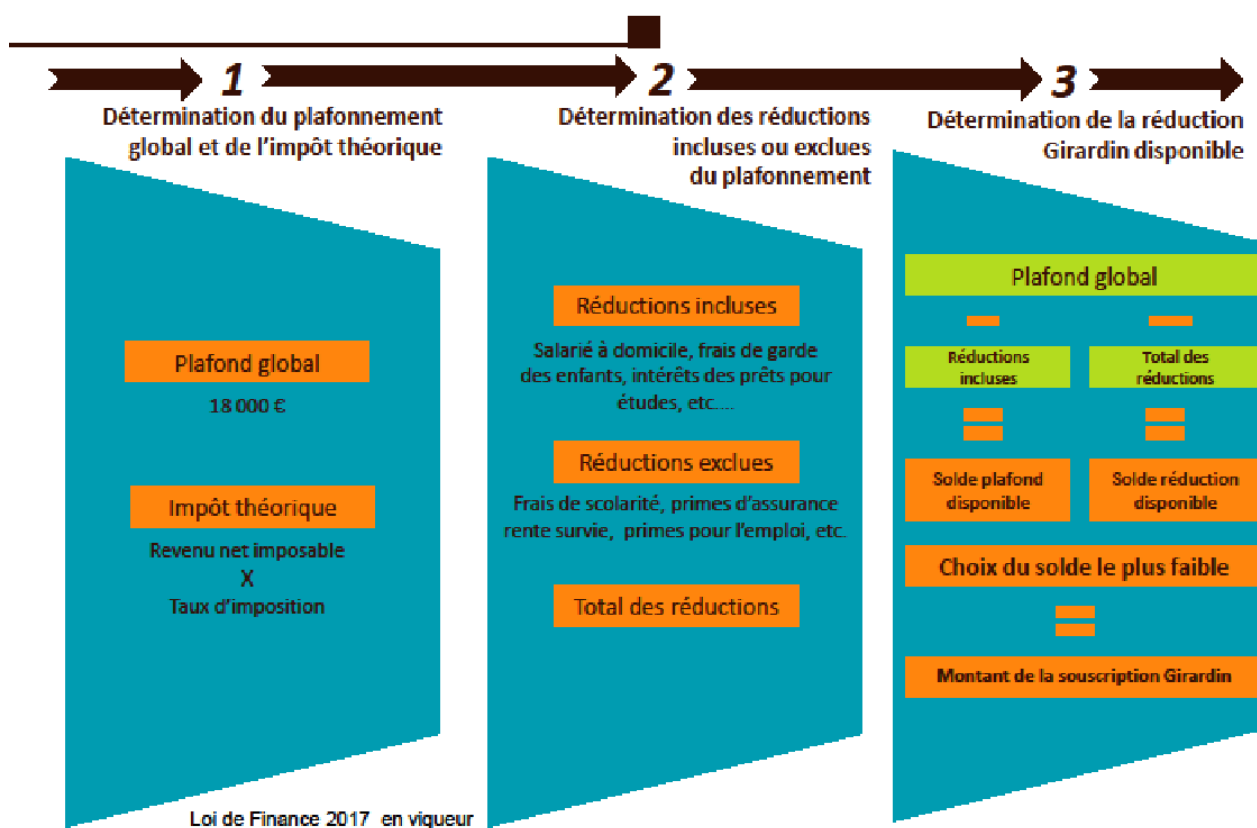 1
Détermination du plafonnement
global et de l'impôt théorique
Plafond global
18 000 €
Impôt théorique
Revenu net imposable
X
Taux d'imposition
2
Détermination des réductions
incluses ou exclues
du plafonnement
Réductions incluses
Salarié à domicile, frais de garde
des enfants, intérêts des prêts pour
études, etc....
Réductions exclues
Frais de scolarité, primes d'assurance
rente survie, primes pour l'emploi, etc.
Total des réductions
3
Détermination de la réduction
Girardin disponible
Plafond global
Réductions
incluses
Total des
réductions
Solde plafond
disponible
Solde réduction
disponible
Choix du solde le plus faible
Montant de la souscription Girardin
Loi de Finance 2017 en vigueur